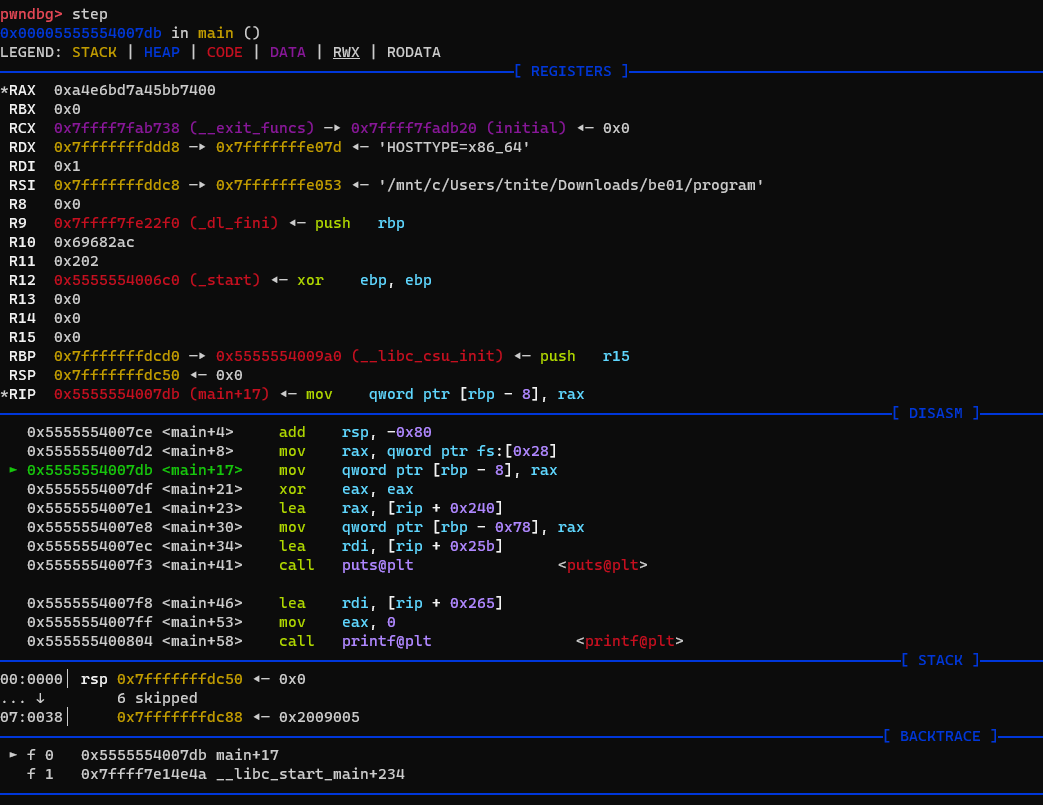 pwndbg> step
0x00005555554007db in main ()
LEGEND: STACK | HEAP | CODE | DATA | RWX | RODATA
[ REGISTERS ]
*RAX  0xa4e6bd7a45bb7400
 RBX  0x0
 RCX  0x7ffff7fab738 (__exit_funcs) —▸ 0x7ffff7fadb20 (initial) ◂— 0x0
 RDX  0x7fffffffddd8 —▸ 0x7fffffffe07d ◂— 'HOSTTYPE=x86_64'
 RDI  0x1
 RSI  0x7fffffffddc8 —▸ 0x7fffffffe053 ◂— '/mnt/c/Users/tnite/Downloads/be01/program'
 R8   0x0
 R9   0x7ffff7fe22f0 (_dl_fini) ◂— push   rbp
 R10  0x69682ac
 R11  0x202
 R12  0x5555554006c0 (_start) ◂— xor    ebp, ebp
 R13  0x0
 R14  0x0
 R15  0x0
 RBP  0x7fffffffdcd0 —▸ 0x5555554009a0 (__libc_csu_init) ◂— push   r15
 RSP  0x7fffffffdc50 ◂— 0x0
*RIP  0x5555554007db (main+17) ◂— mov    qword ptr [rbp - 8], rax
[ DISASM ]
   0x5555554007ce <main+4>     add    rsp, -0x80
   0x5555554007d2 <main+8>     mov    rax, qword ptr fs:[0x28]
 ► 0x5555554007db <main+17>    mov    qword ptr [rbp - 8], rax
   0x5555554007df <main+21>    xor    eax, eax
   0x5555554007e1 <main+23>    lea    rax, [rip + 0x240]
   0x5555554007e8 <main+30>    mov    qword ptr [rbp - 0x78], rax
   0x5555554007ec <main+34>    lea    rdi, [rip + 0x25b]
   0x5555554007f3 <main+41>    call   puts@plt                <puts@plt>
   0x5555554007f8 <main+46>    lea    rdi, [rip + 0x265]
   0x5555554007ff <main+53>    mov    eax, 0
   0x555555400804 <main+58>    call   printf@plt                <printf@plt>
[ STACK ]
00:0000│ rsp 0x7fffffffdc50 ◂— 0x0
... ↓        6 skipped
07:0038│     0x7fffffffdc88 ◂— 0x2009005
[ BACKTRACE ]
 ► f 0   0x5555554007db main+17
   f 1   0x7ffff7e14e4a __libc_start_main+234